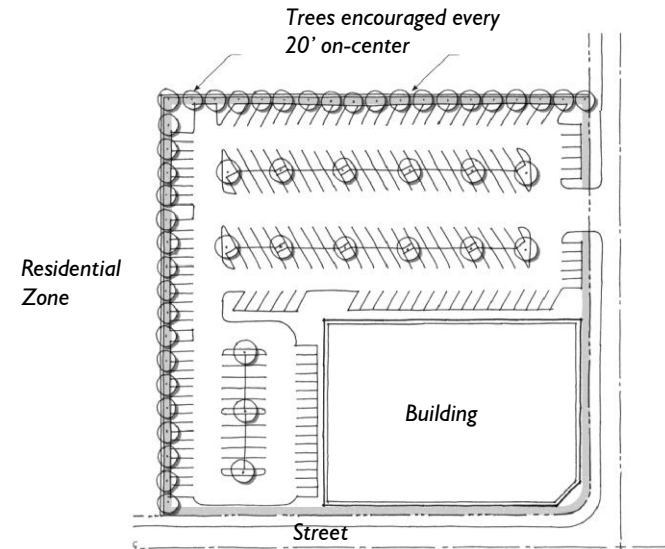 Trees encouraged every
20’ on-center
Residential
Zone
Building
Street